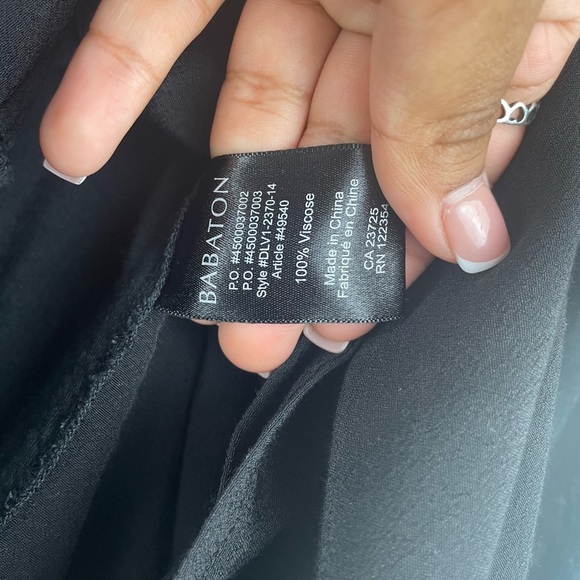 BABATON
P.O. #4500037002
P.O. #4500037003
Style #DLV1-2370-14
Article #49540
100% Viscose
Made in China
Fabriqué en Chine
CA 23725
RN 122354